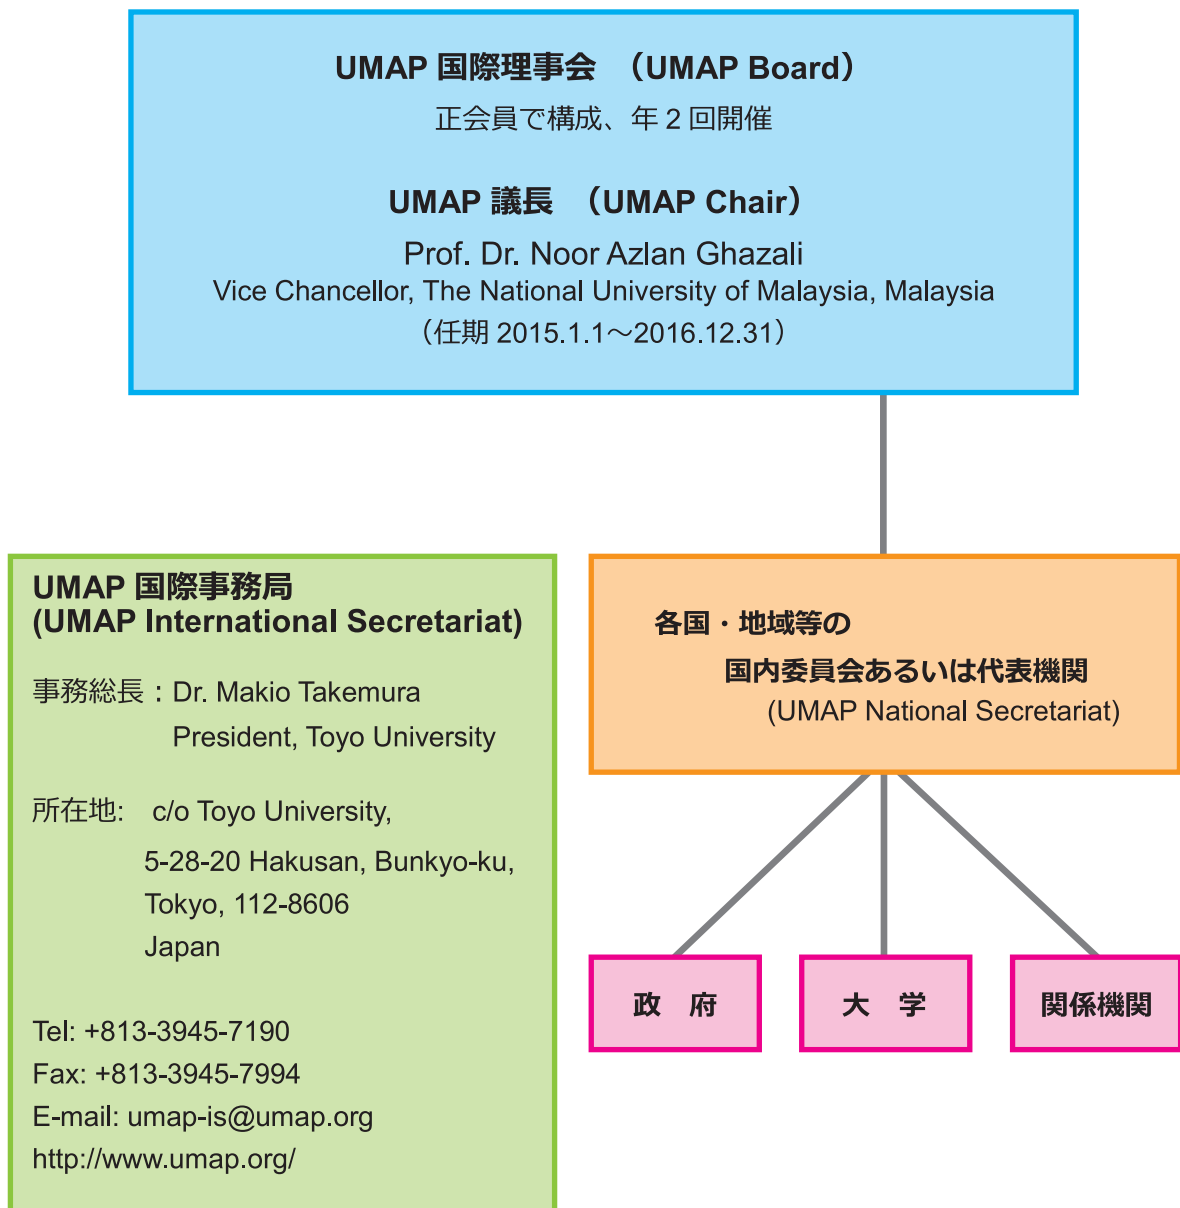 UMAP 国際理事会 （UMAP Board）
正会員で構成、年 2 回開催
UMAP 議長 （UMAP Chair）
Prof. Dr. Noor Azlan Ghazali
Vice Chancellor, The National University of Malaysia, Malaysia
（任期 2015.1.1～2016.12.31）
UMAP 国際事務局
(UMAP International Secretariat)
事務総長：Dr. Makio Takemura
President, Toyo University
所在地: c/o Toyo University,
5-28-20 Hakusan, Bunkyo-ku,
Tokyo, 112-8606
Japan
Tel: +813-3945-7190
Fax: +813-3945-7994
E-mail: umap-is@umap.org
http://www.umap.org/
各国・地域等の
国内委員会あるいは代表機関
(UMAP National Secretariat)
政　府
大　学
関係機関